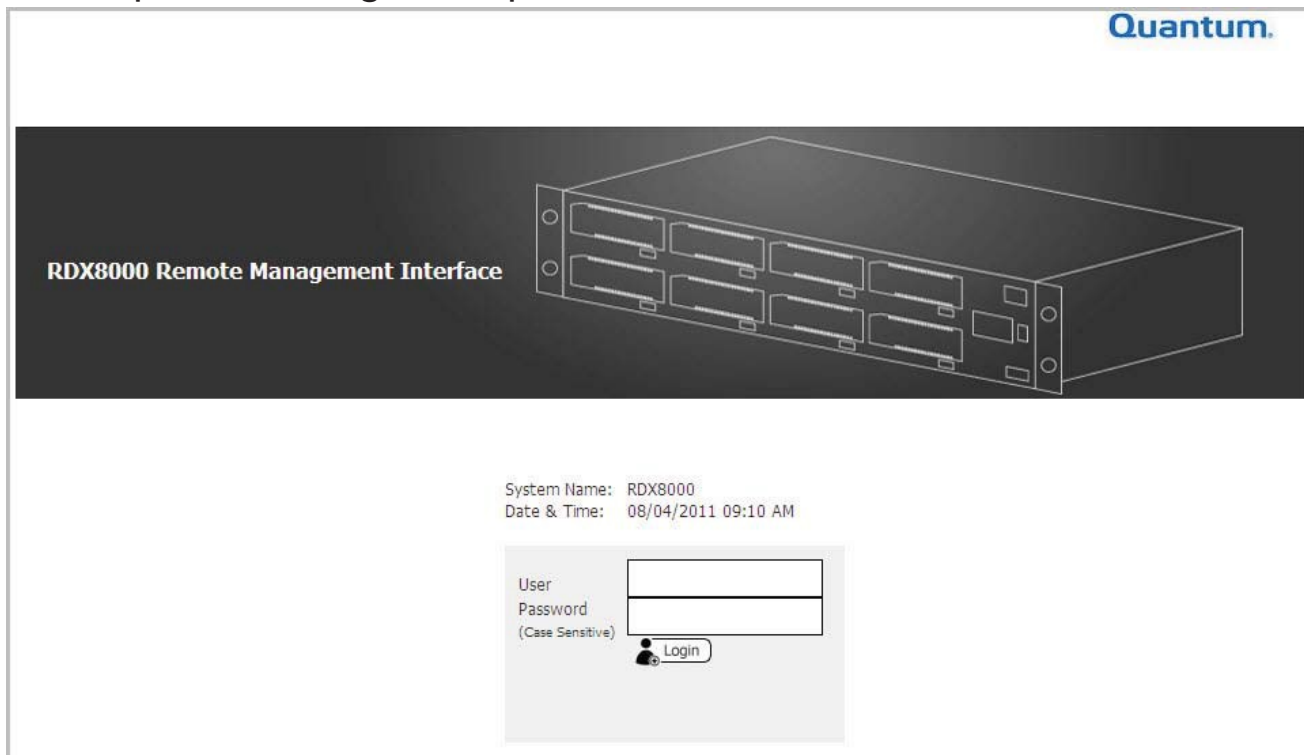 Quantum.
RDX8000 Remote Management Interface
System Name: RDX8000
Date & Time: 08/04/2011 09:10 AM
User
Password
(Case Sensitive)
Login